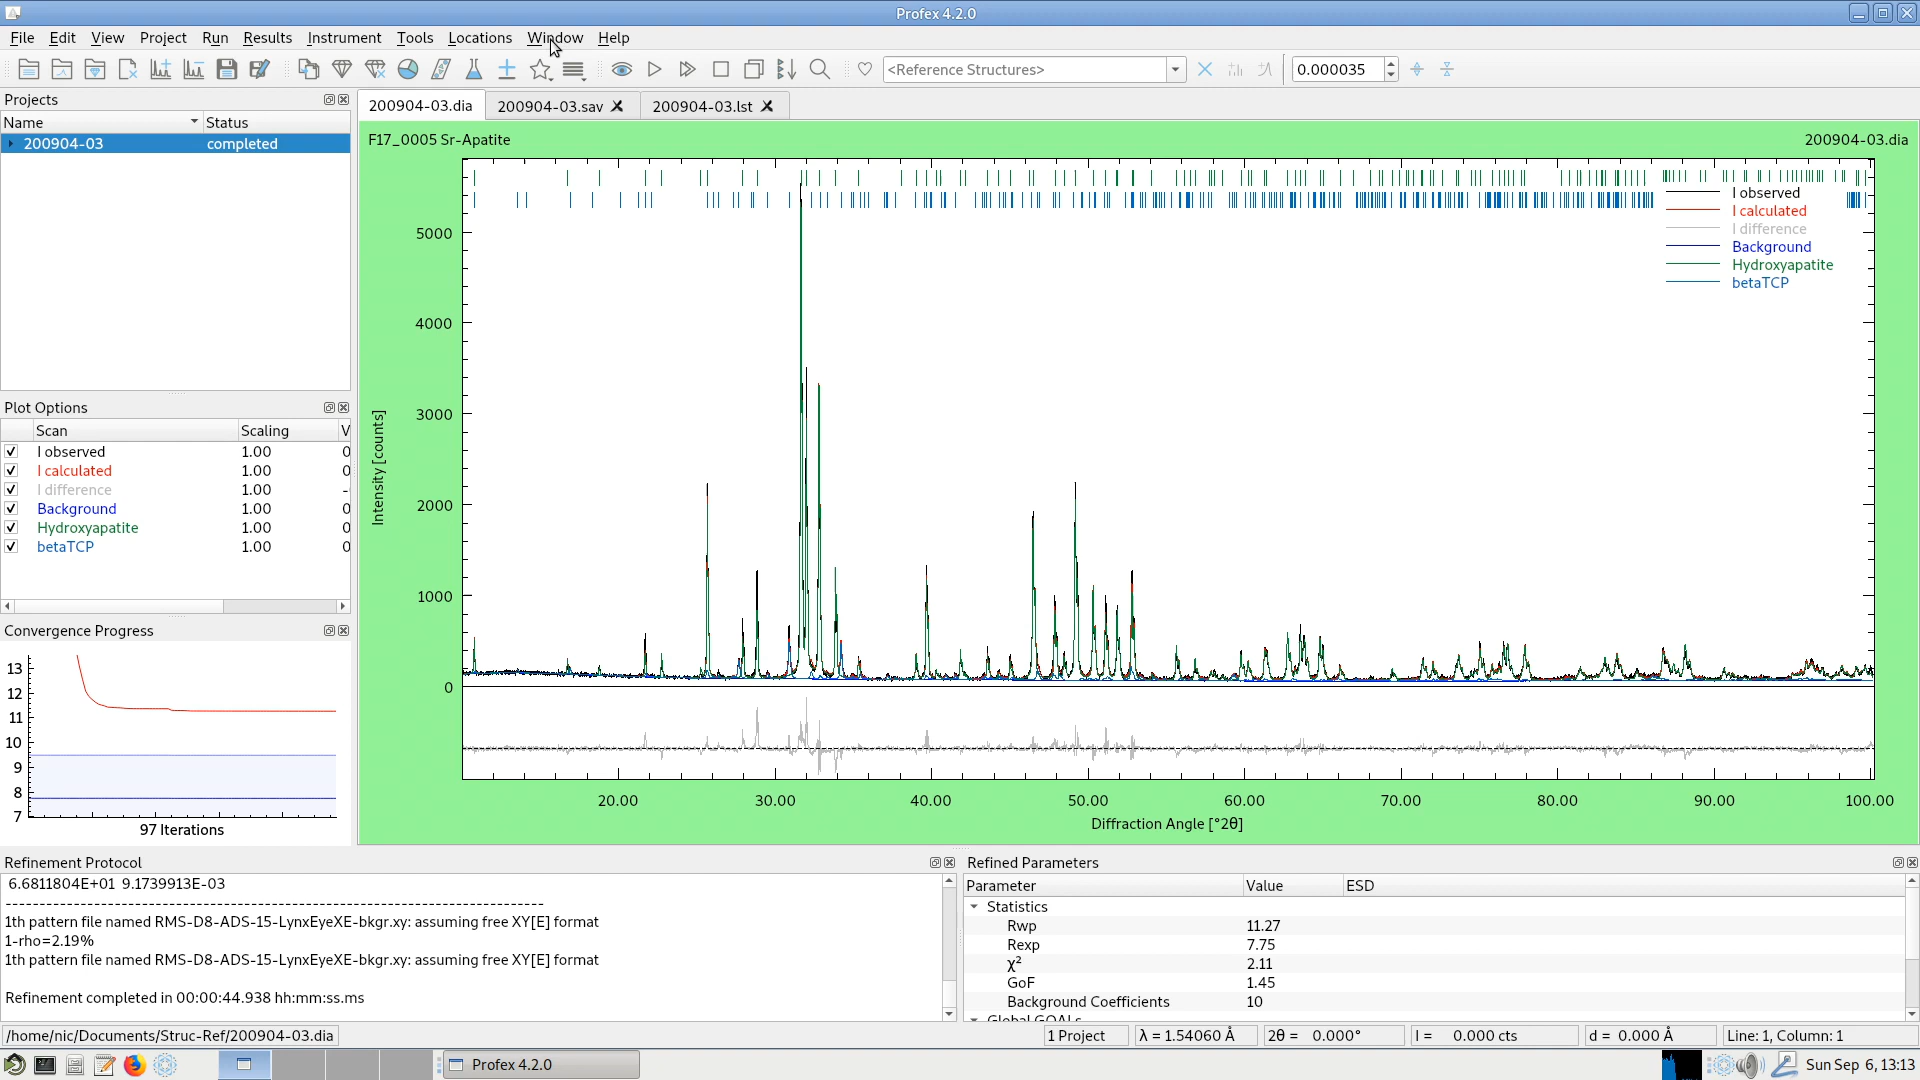 Profex 4.2.0
File Edit View Project Run Results Instrument Tools Locations Window Help
<Reference Structures>
0.000035
Projects
Name Status
200904-03 completed
Plot Options
Scan Scaling V
I observed 1.00 0
I calculated 1.00 0
I difference 1.00 -
Background 1.00 0
Hydroxyapatite 1.00 0
betaTCP 1.00 0
Convergence Progress
13
12
11
10
9
8
7
97 Iterations
200904-03.dia 200904-03.sav 200904-03.lst
F17_0005 Sr-Apatite 200904-03.dia
I observed
I calculated
I difference
Background
Hydroxyapatite
betaTCP
Intensity [counts]
5000
4000
3000
2000
1000
0
20.00 30.00 40.00 50.00 60.00 70.00 80.00 90.00 100.00
Diffraction Angle [°2θ]
Refinement Protocol
6.6811804E+01 9.1739913E-03
--------------------------------------------------------------------------------
1th pattern file named RMS-D8-ADS-15-LynxEyeXE-bkgr.xy: assuming free XY[E] format
1-rho=2.19%
1th pattern file named RMS-D8-ADS-15-LynxEyeXE-bkgr.xy: assuming free XY[E] format
Refinement completed in 00:00:44.938 hh:mm:ss.ms
Refined Parameters
Parameter Value ESD
Statistics
Rwp 11.27
Rexp 7.75
χ² 2.11
GoF 1.45
Background Coefficients 10
Global GOALs
/home/nic/Documents/Struc-Ref/200904-03.dia
1 Project λ = 1.54060 Å 2θ = 0.000° I = 0.000 cts d = 0.000 Å Line: 1, Column: 1
Profex 4.2.0
Sun Sep 6, 13:13